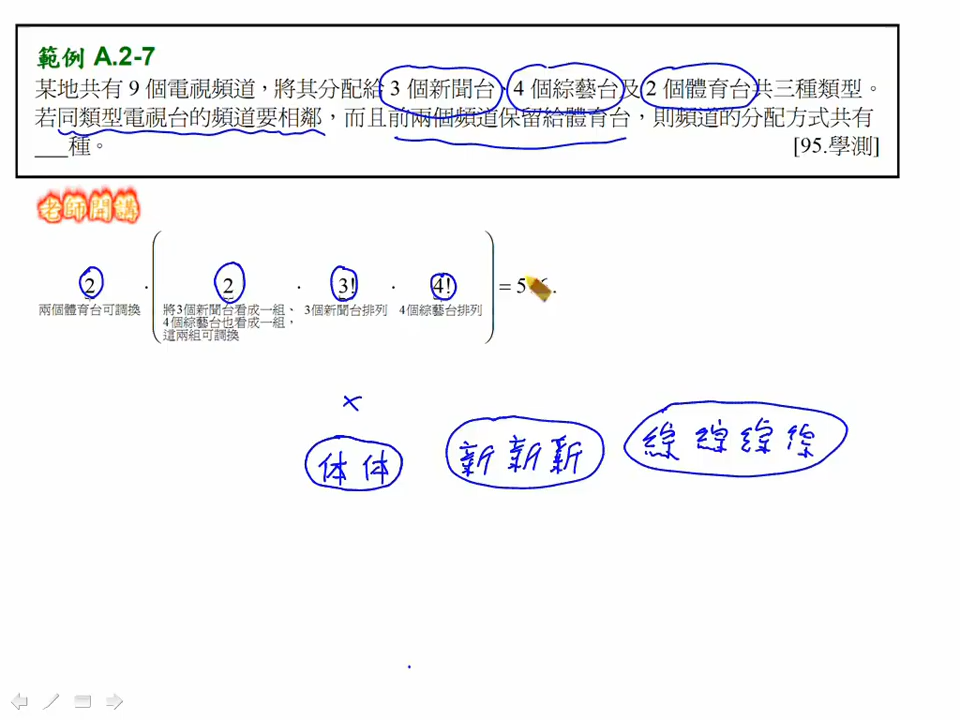 範例 A.2-7
某地共有 9 個電視頻道，將其分配給 3 個新聞台、4 個綜藝台及 2 個體育台共三種類型。
若同類型電視台的頻道要相鄰，而且前兩個頻道保留給體育台，則頻道的分配方式共有
___種。 [95.學測]
老師開講
2 · ( 2 · 3! · 4! ) = 5
兩個體育台可調換 將3個新聞台看成一組、 3個新聞台排列 4個綜藝台排列
4個綜藝台也看成一組，
這兩組可調換
×
体体 新新新 綜綜綜綜